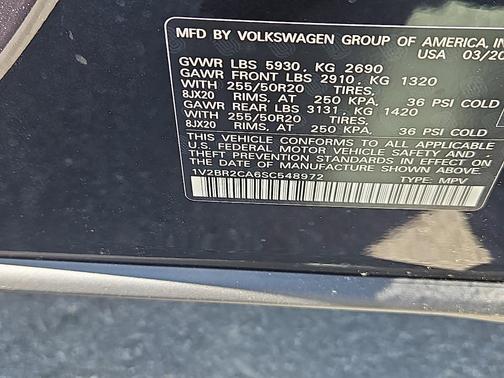 MFD BY VOLKSWAGEN GROUP OF AMERICA, IN
USA 03/20
GVWR LBS 5930, KG 2690
GAWR FRONT LBS 2910, KG 1320
WITH 255/50R20 TIRES,
8JX20 RIMS, AT 250 KPA, 36 PSI COLD
GAWR REAR LBS 3131, KG 1420
WITH 255/50R20 TIRES,
8JX20 RIMS, AT 250 KPA, 36 PSI COLD
THIS VEHICLE CONFORMS TO ALL APPLICABLE
U.S. FEDERAL MOTOR VEHICLE SAFETY AND
THEFT PREVENTION STANDARDS IN EFFECT ON
THE DATE OF MANUFACTURE SHOWN ABOVE.
1V2BR2CA6SC548972 TYPE: MPV